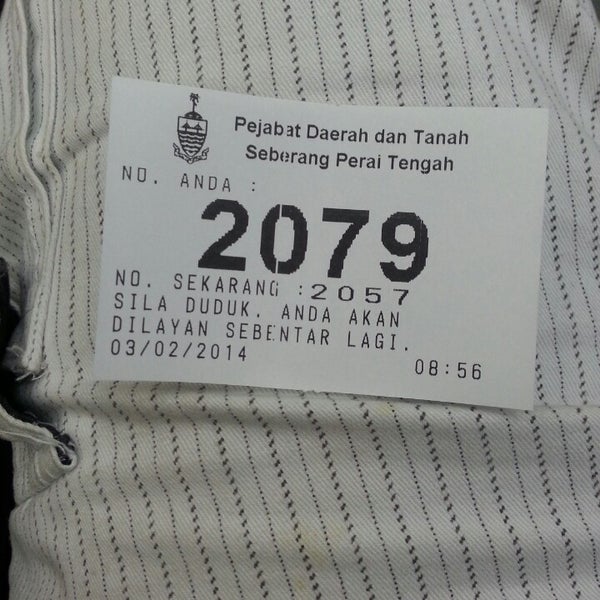 Pejabat Daerah dan Tanah
Seberang Perai Tengah
NO. ANDA :
2079
NO. SEKARANG :2057
SILA DUDUK. ANDA AKAN
DILAYAN SEBENTAR LAGI.
03/02/2014 08:56